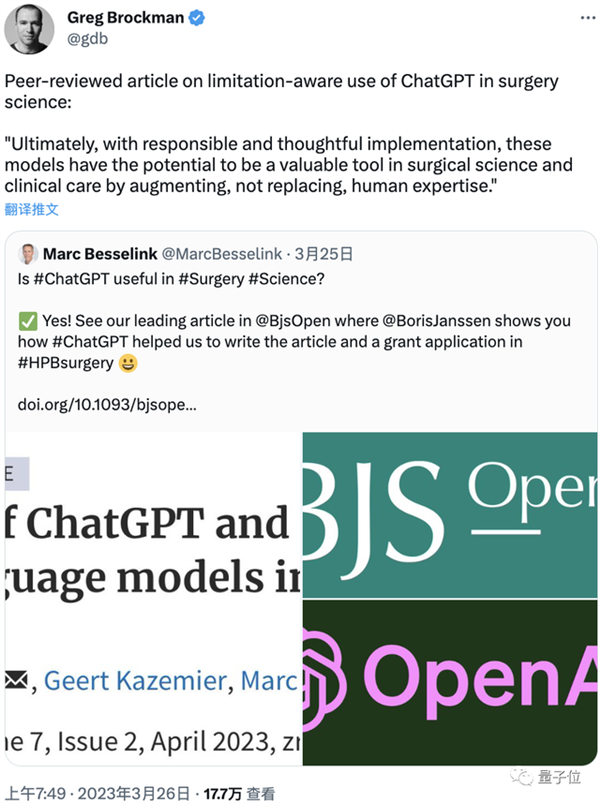 Greg Brockman
@gdb
Peer-reviewed article on limitation-aware use of ChatGPT in surgery
science:
"Ultimately, with responsible and thoughtful implementation, these
models have the potential to be a valuable tool in surgical science and
clinical care by augmenting, not replacing, human expertise."
翻译推文
Marc Besselink @MarcBesselink · 3月25日
Is #ChatGPT useful in #Surgery #Science?
✅ Yes! See our leading article in @BjsOpen where @BorisJanssen shows you
how #ChatGPT helped us to write the article and a grant application in
#HPBsurgery 😀
doi.org/10.1093/bjsope...
E
f ChatGPT and
guage models in
, Geert Kazemier, Marc
ne 7, Issue 2, April 2023, zr
BJS Open
OpenA
上午7:49 · 2023年3月26日 · 17.7万 查看
量子位